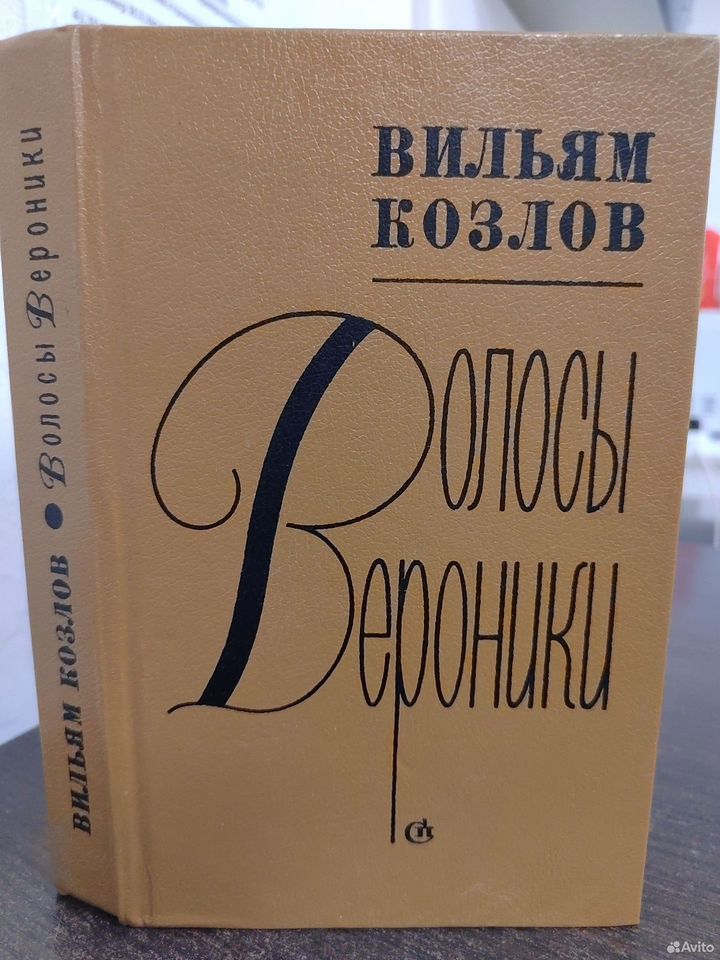 ВИЛЬЯМ
КОЗЛОВ
Волосы
Вероники
ВИЛЬЯМ КОЗЛОВ ● Волосы Вероники
Avito